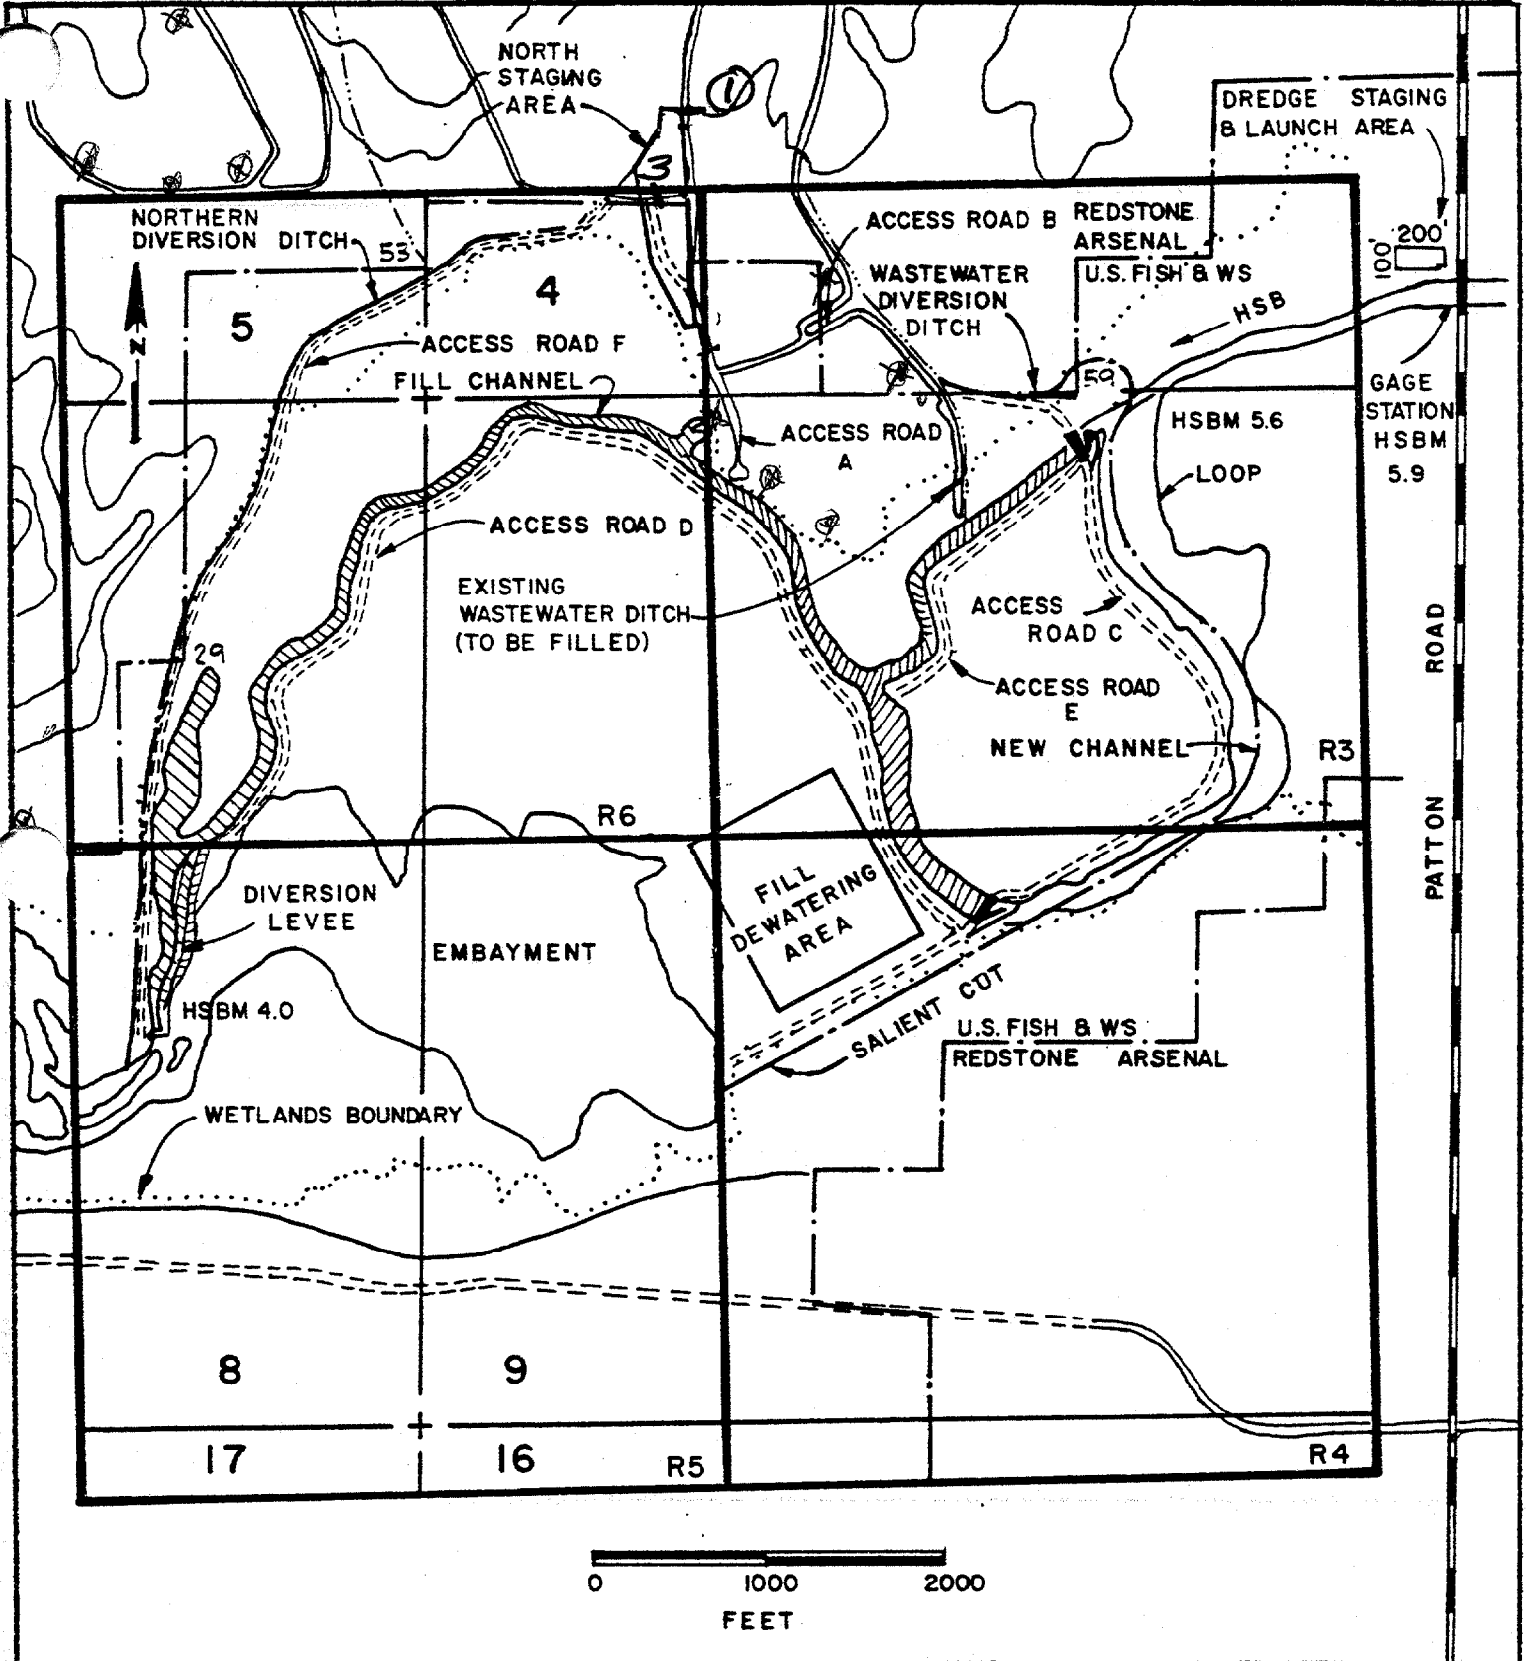 NORTH
STAGING
AREA
1
3
DREDGE STAGING
& LAUNCH AREA
200'
100'
NORTHERN
DIVERSION DITCH
53
ACCESS ROAD B
REDSTONE
ARSENAL
U.S. FISH & WS
WASTEWATER
DIVERSION
DITCH
HSB
N
5
4
ACCESS ROAD F
FILL CHANNEL
59
GAGE
STATION
HSBM
5.9
HSBM 5.6
LOOP
ACCESS ROAD
A
ACCESS ROAD D
EXISTING
WASTEWATER DITCH
(TO BE FILLED)
ACCESS
ROAD C
ACCESS ROAD
E
NEW CHANNEL
29
R3
R6
PATTON ROAD
DIVERSION
LEVEE
EMBAYMENT
FILL
DEWATERING
AREA
HSBM 4.0
SALIENT CUT
U.S. FISH & WS
REDSTONE ARSENAL
WETLANDS BOUNDARY
8
9
17
16
R5
R4
0 1000 2000
FEET